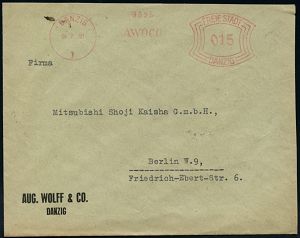 DANZIG
AWOCO
FREIE STADT
015
DANZIG
Firma
Mitsubishi Shoji Kaisha G.m.b.H.,
Berlin W.9,
Friedrich-Ebert-Str. 6.
AUG. WOLFF & CO.
DANZIG